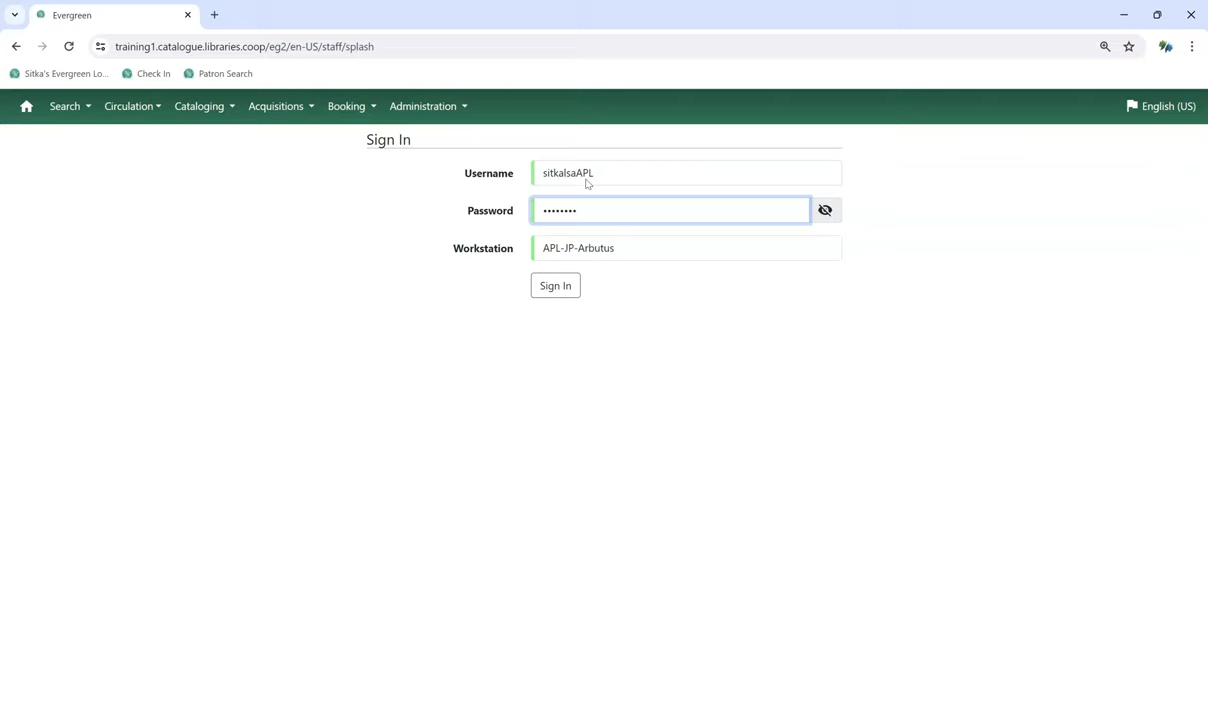 Evergreen
training1.catalogue.libraries.coop/eg2/en-US/staff/splash
Sitka's Evergreen Lo... Check In Patron Search
Search Circulation Cataloging Acquisitions Booking Administration English (US)
Sign In
Username sitkalsaAPL
Password ••••••••
Workstation APL-JP-Arbutus
Sign In